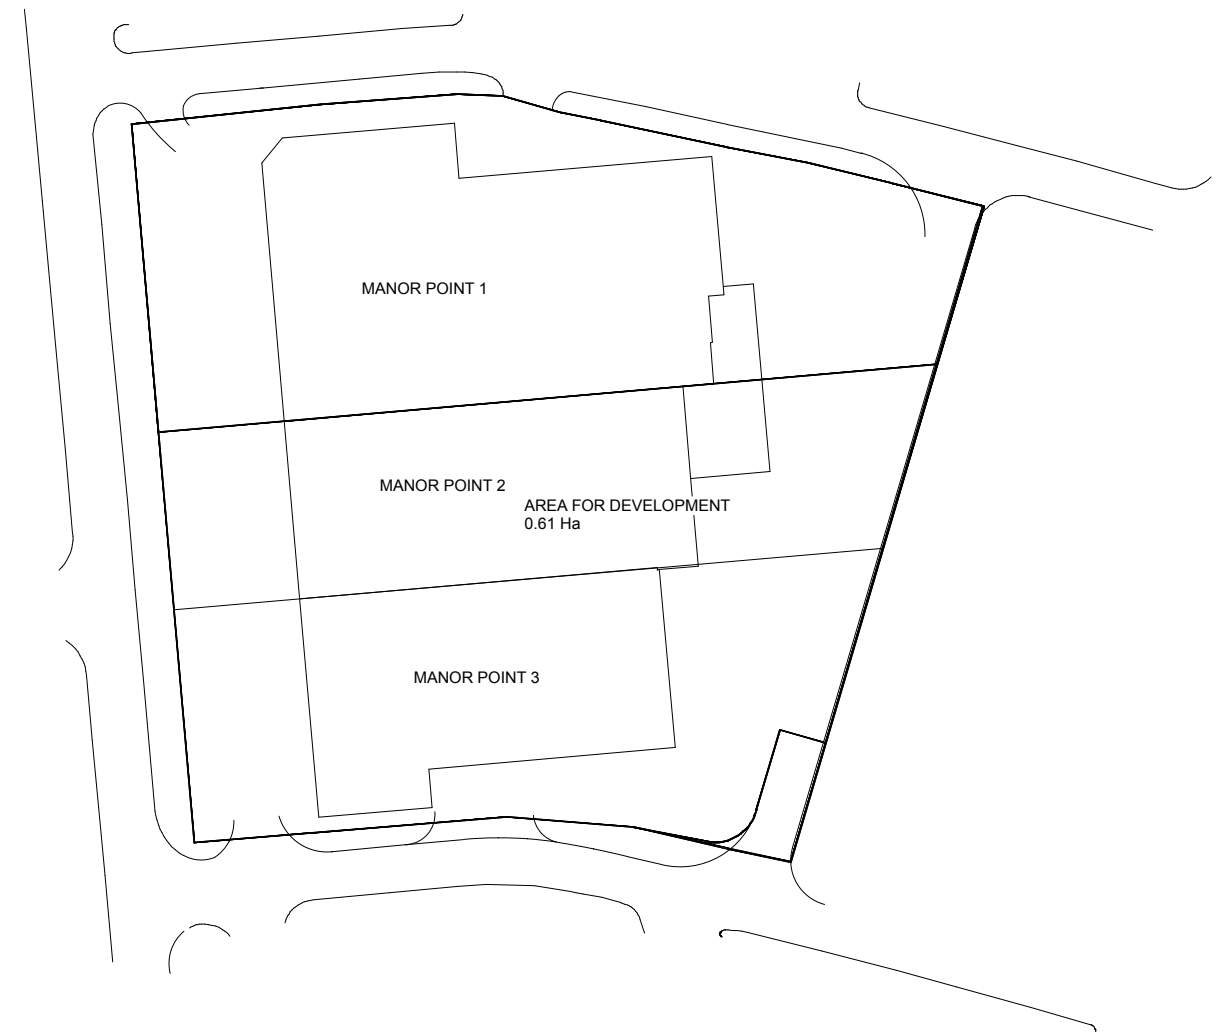 MANOR POINT 1
MANOR POINT 2
AREA FOR DEVELOPMENT
0.61 Ha
MANOR POINT 3